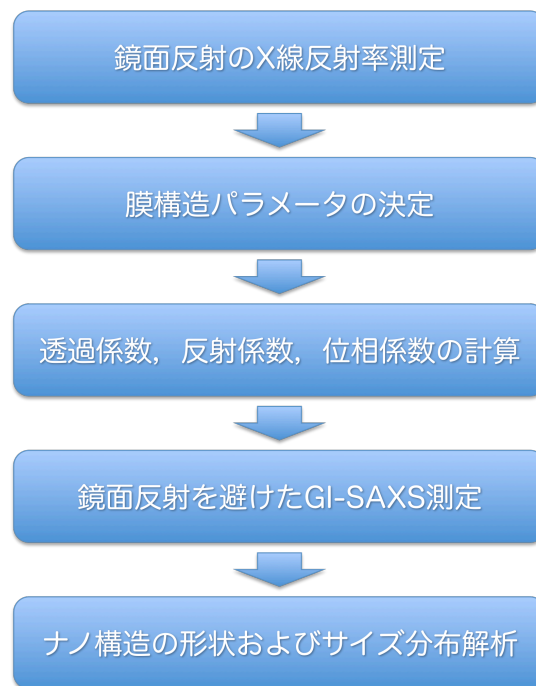 鏡面反射のX線反射率測定
膜構造パラメータの決定
透過係数，反射係数，位相係数の計算
鏡面反射を避けたGI-SAXS測定
ナノ構造の形状およびサイズ分布解析